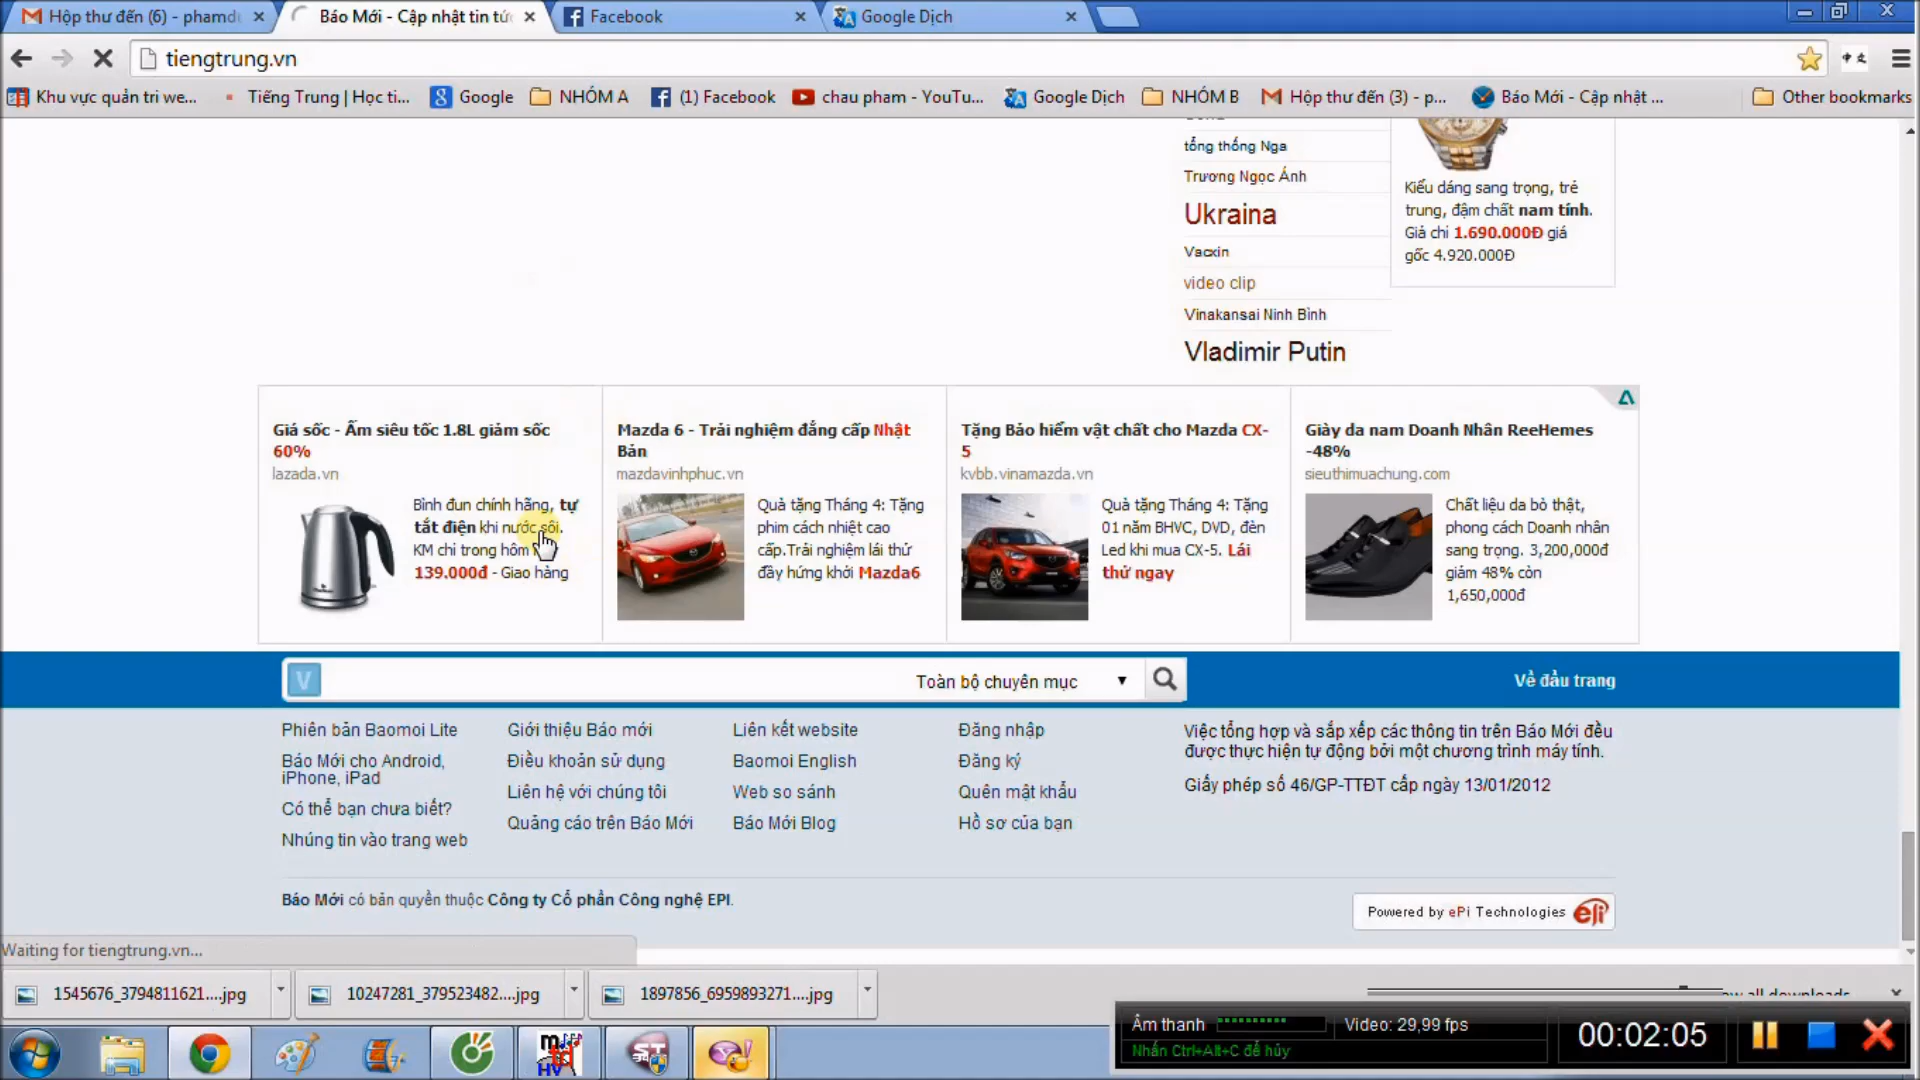 Hộp thư đến (6) - phamdu
Báo Mới - Cập nhật tin tức
Facebook
Google Dịch
tiengtrung.vn
Khu vực quản trị we...
Tiếng Trung | Học ti...
Google
NHÓM A
(1) Facebook
chau pham - YouTu...
Google Dịch
NHÓM B
Hộp thư đến (3) - p...
Báo Mới - Cập nhật ...
Other bookmarks
tổng thống Nga
Trương Ngọc Ánh
Ukraina
Vacxin
video clip
Vinakansai Ninh Bình
Vladimir Putin
Kiểu dáng sang trọng, trẻ
trung, đậm chất nam tính.
Giá chỉ 1.690.000Đ giá
gốc 4.920.000Đ
Giá sốc - Ấm siêu tốc 1.8L giảm sốc
60%
lazada.vn
Bình đun chính hãng, tự
tắt điện khi nước sôi.
KM chỉ trong hôm
139.000đ - Giao hàng
Mazda 6 - Trải nghiệm đẳng cấp Nhật
Bản
mazdavinhphuc.vn
Quà tặng Tháng 4: Tặng
phim cách nhiệt cao
cấp.Trải nghiệm lái thử
đầy hứng khởi Mazda6
Tặng Bảo hiểm vật chất cho Mazda CX-
5
kvbb.vinamazda.vn
Quà tặng Tháng 4: Tặng
01 năm BHVC, DVD, đèn
Led khi mua CX-5. Lái
thử ngay
Giày da nam Doanh Nhân ReeHemes
-48%
sieuthimuachung.com
Chất liệu da bò thật,
phong cách Doanh nhân
sang trọng. 3,200,000đ
giảm 48% còn
1,650,000đ
V
Toàn bộ chuyên mục
Về đầu trang
Phiên bản Baomoi Lite
Báo Mới cho Android,
iPhone, iPad
Có thể bạn chưa biết?
Nhúng tin vào trang web
Giới thiệu Báo mới
Điều khoản sử dụng
Liên hệ với chúng tôi
Quảng cáo trên Báo Mới
Liên kết website
Baomoi English
Web so sánh
Báo Mới Blog
Đăng nhập
Đăng ký
Quên mật khẩu
Hồ sơ của bạn
Việc tổng hợp và sắp xếp các thông tin trên Báo Mới đều
được thực hiện tự động bởi một chương trình máy tính.
Giấy phép số 46/GP-TTĐT cấp ngày 13/01/2012
Báo Mới có bản quyền thuộc Công ty Cổ phần Công nghệ EPI.
Powered by ePi Technologies
Waiting for tiengtrung.vn...
1545676_3794811621....jpg
10247281_379523482....jpg
1897856_6959893271....jpg
Âm thanh
Video: 29,99 fps
Nhấn Ctrl+Alt+C để hủy
00:02:05